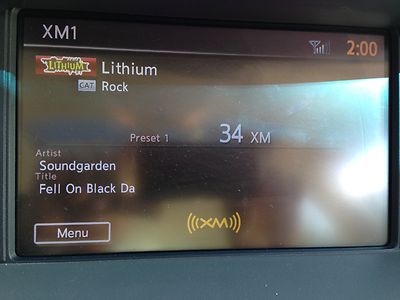 XM1
2:00
LITHIUM Lithium
CAT Rock
Preset 1 34 XM
Artist
Soundgarden
Title
Fell On Black Da
Menu
(((XM)))